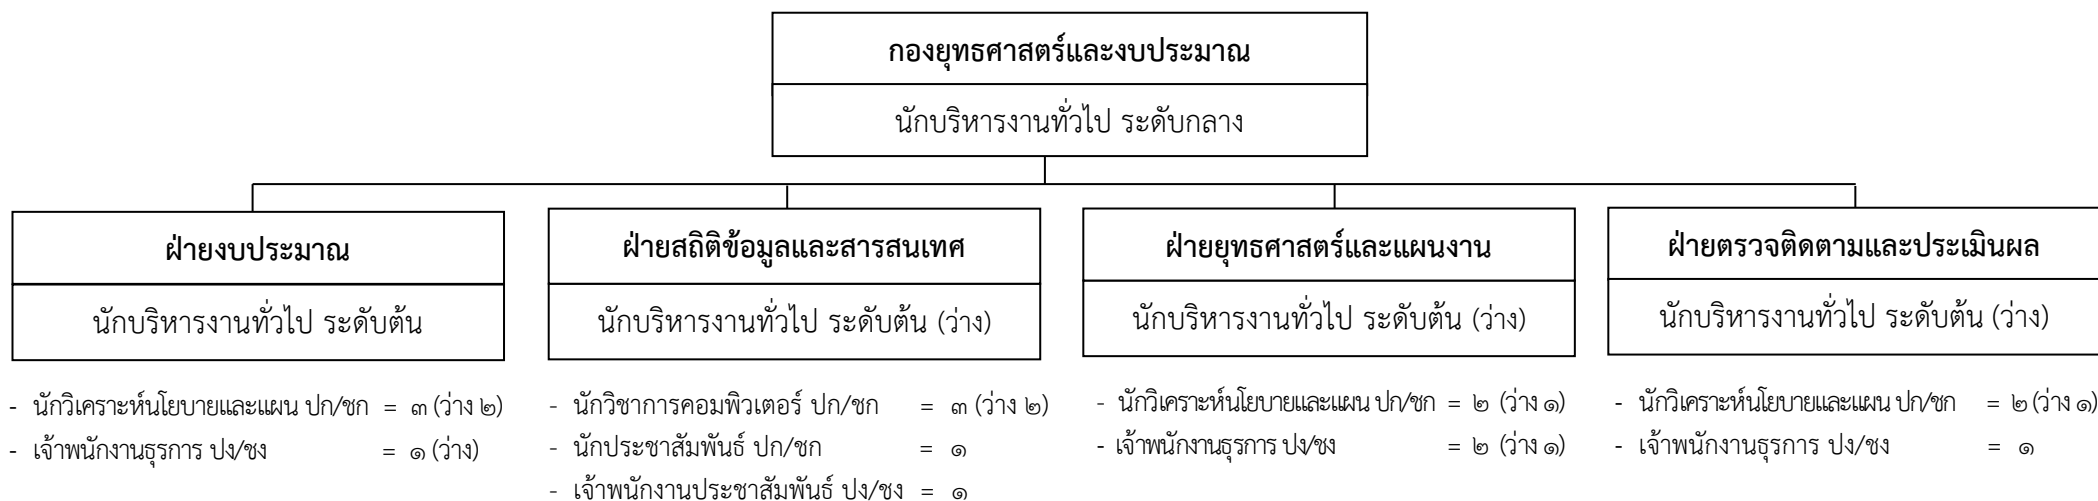 กองยุทธศาสตร์และงบประมาณ
นักบริหารงานทั่วไป ระดับกลาง
ฝ่ายงบประมาณ
นักบริหารงานทั่วไป ระดับต้น
- นักวิเคราะห์นโยบายและแผน ปก/ชก = ๓ (ว่าง ๒)
- เจ้าพนักงานธุรการ ปง/ชง = ๑ (ว่าง)
ฝ่ายสถิติข้อมูลและสารสนเทศ
นักบริหารงานทั่วไป ระดับต้น (ว่าง)
- นักวิชาการคอมพิวเตอร์ ปก/ชก = ๓ (ว่าง ๒)
- นักประชาสัมพันธ์ ปก/ชก = ๑
- เจ้าพนักงานประชาสัมพันธ์ ปง/ชง = ๑
ฝ่ายยุทธศาสตร์และแผนงาน
นักบริหารงานทั่วไป ระดับต้น (ว่าง)
- นักวิเคราะห์นโยบายและแผน ปก/ชก = ๒ (ว่าง ๑)
- เจ้าพนักงานธุรการ ปง/ชง = ๒ (ว่าง ๑)
ฝ่ายตรวจติดตามและประเมินผล
นักบริหารงานทั่วไป ระดับต้น (ว่าง)
- นักวิเคราะห์นโยบายและแผน ปก/ชก = ๒ (ว่าง ๑)
- เจ้าพนักงานธุรการ ปง/ชง = ๑